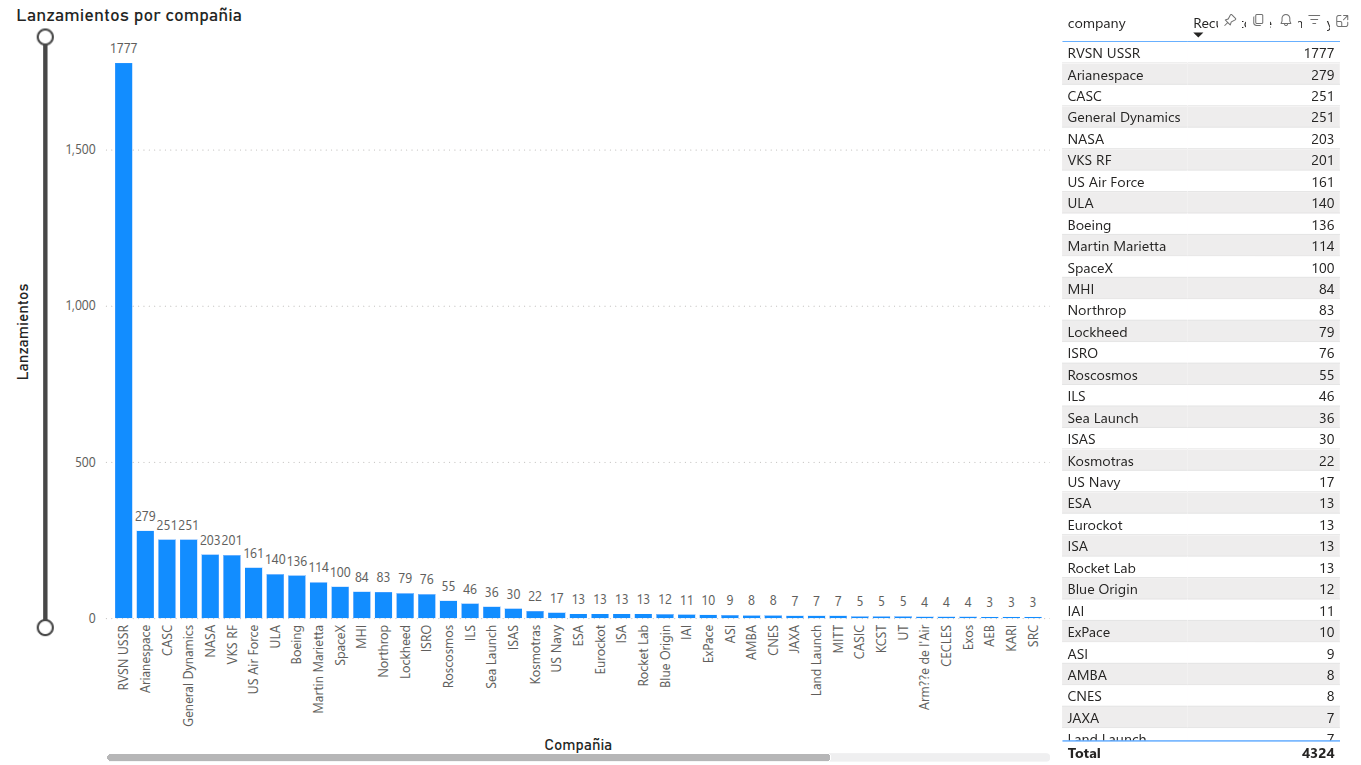 Lanzamientos por compañia
Lanzamientos
1,500
1,000
500
0
1777
279
251
251
203
201
161
140
136
114
100
84
83
79
76
55
46
36
30
22
17
13
13
13
13
12
11
10
9
8
8
7
7
7
5
5
5
4
4
4
3
3
3
RVSN USSR
Arianespace
CASC
General Dynamics
NASA
VKS RF
US Air Force
ULA
Boeing
Martin Marietta
SpaceX
MHI
Northrop
Lockheed
ISRO
Roscosmos
ILS
Sea Launch
ISAS
Kosmotras
US Navy
ESA
Eurockot
ISA
Rocket Lab
Blue Origin
IAI
ExPace
ASI
AMBA
CNES
JAXA
Land Launch
MITT
CASIC
KCST
UT
Arm??e de l'Air
CECLES
Exos
AEB
KARI
SRC
Compañia
company
RVSN USSR 1777
Arianespace 279
CASC 251
General Dynamics 251
NASA 203
VKS RF 201
US Air Force 161
ULA 140
Boeing 136
Martin Marietta 114
SpaceX 100
MHI 84
Northrop 83
Lockheed 79
ISRO 76
Roscosmos 55
ILS 46
Sea Launch 36
ISAS 30
Kosmotras 22
US Navy 17
ESA 13
Eurockot 13
ISA 13
Rocket Lab 13
Blue Origin 12
IAI 11
ExPace 10
ASI 9
AMBA 8
CNES 8
JAXA 7
Land Launch 7
Total 4324